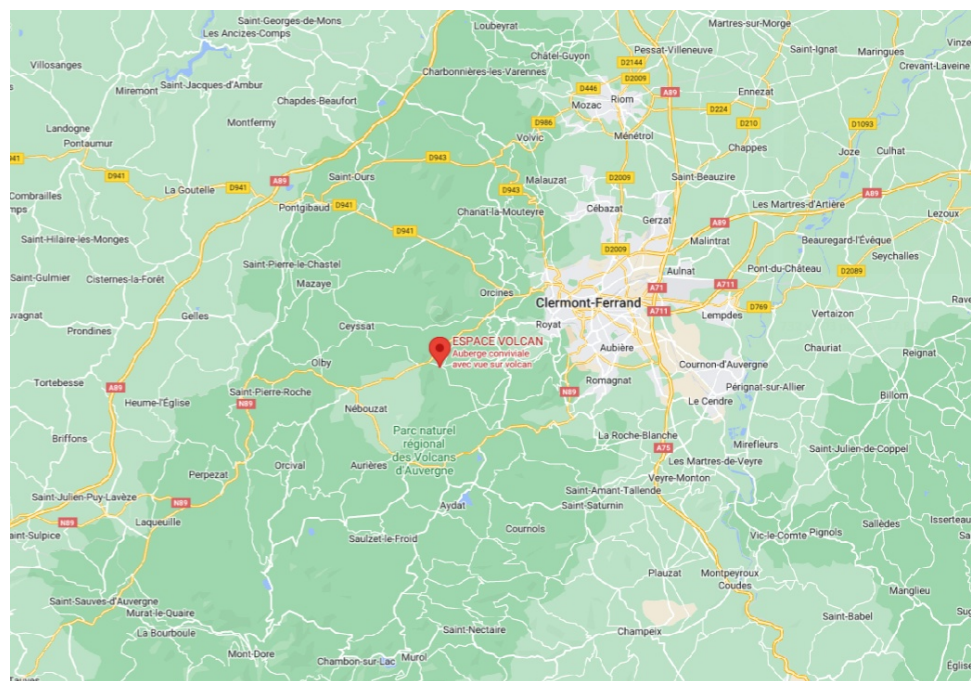 Saint-Georges-de-Mons
Les Ancizes-Comps
Loubeyrat
Martres-sur-Morge
Vinze
Villosanges
Châtel-Guyon
Pessat-Villeneuve
Saint-Ignat
Maringues
Crevant-Laveine
Charbonnières-les-Varennes
D2144
D2009
Miremont
Saint-Jacques-d'Ambur
D446
A89
Ennezat
Chapdes-Beaufort
Mozac
Riom
D224
Landogne
Montfermy
D986
D210
D1093
Pontaumur
Volvic
Ménétrol
Chappes
Joze
Culhat
D941
D943
D941
La Goutelle
D941
A89
Saint-Ours
Malauzat
D2009
Saint-Beauzire
Combrailles
mps
Pontgibaud
D941
D943
Cébazat
Les Martres-d'Artière
A89
Lezoux
Chanat-la-Mouteyre
Gerzat
A89
Saint-Hilaire-les-Monges
D941
D2009
Malintrat
Beauregard-l'Évêque
Seychalles
Saint-Gulmier
Cisternes-la-Forêt
Saint-Pierre-le-Chastel
Mazaye
Aulnat
Pont-du-Château
D2089
Orcines
A71
A711
Clermont-Ferrand
A711
D769
Rav
uvagnat
Gelles
Prondines
Ceyssat
Royat
Lempdes
Vertaizon
ESPACE VOLCAN
Auberge conviviale
avec vue sur volcan
Aubière
Chauriat
Reignat
Olby
Cournon-d'Auvergne
Tortebesse
A89
Saint-Pierre-Roche
Romagnat
N89
Pérignat-sur-Allier
Billom
Heume-l'Église
N89
Nébouzat
Le Cendre
Briffons
Parc naturel
régional
des Volcans
d'Auvergne
La Roche-Blanche
A75
Mirefleurs
Saint-Julien-de-Coppel
Perpezat
Orcival
Aurières
Les Martres-de-Veyre
Veyre-Monton
Saint-Julien-Puy-Lavèze
N89
Aydat
Saint-Amant-Tallende
Saint-Saturnin
N89
Laqueuille
Cournols
Sallèdes
Isserteau
aint-Sulpice
Saulzet-le-Froid
Vic-le-Comte
Pignols
Sa
Plauzat
Montpeyroux
Coudes
Manglieu
Saint-Sauves-d'Auvergne
Murat-le-Quaire
Saint-Babel
Sug
La Bourboule
Saint-Nectaire
Champeix
Mont-Dore
Chambon-sur-Lac
Murol
Églis
Tauves